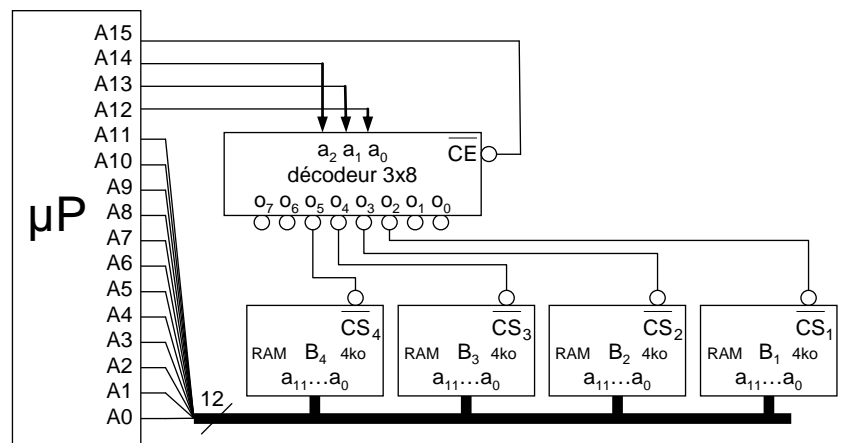 A15
A14
A13
A12
A11
A10
A9
A8
A7
A6
A5
A4
A3
A2
A1
A0
µP
a₂ a₁ a₀
CE
décodeur 3x8
o₇ o₆ o₅ o₄ o₃ o₂ o₁ o₀
CS₄
RAM B₄ 4ko
a₁₁…a₀
CS₃
RAM B₃ 4ko
a₁₁…a₀
CS₂
RAM B₂ 4ko
a₁₁…a₀
CS₁
RAM B₁ 4ko
a₁₁…a₀
12